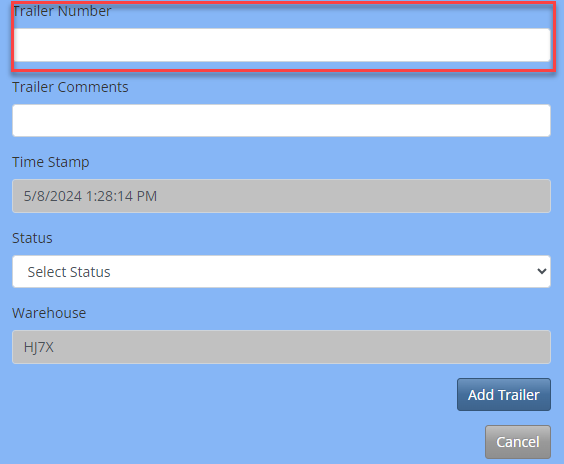 Trailer Number
Trailer Comments
Time Stamp
5/8/2024 1:28:14 PM
Status
Select Status
Warehouse
HJ7X
Add Trailer
Cancel